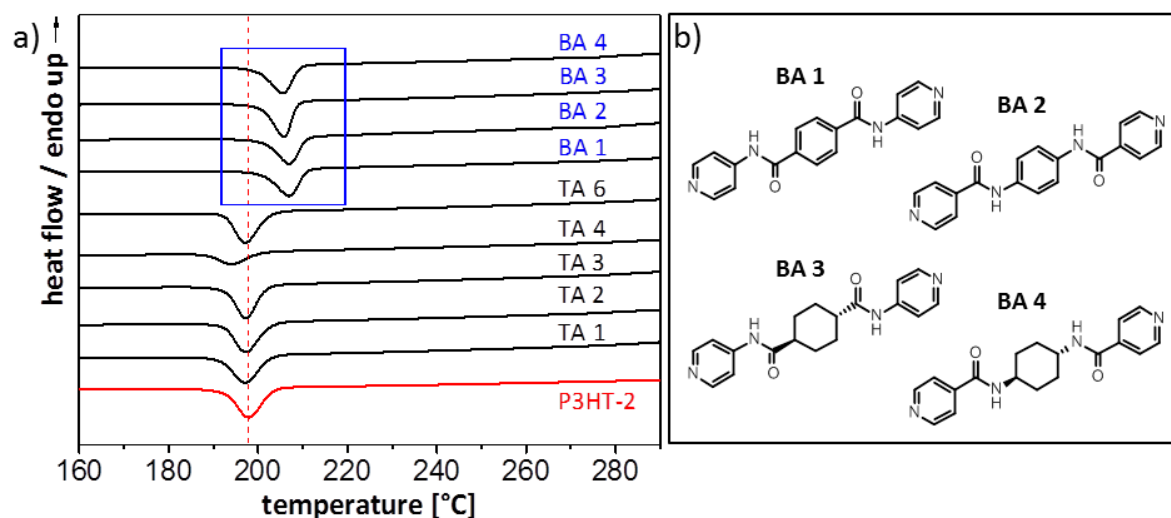 a)
heat flow / endo up →
BA 4
BA 3
BA 2
BA 1
TA 6
TA 4
TA 3
TA 2
TA 1
P3HT-2
160 180 200 220 240 260 280
temperature [°C]
b)
BA 1
O
N
H
N
N
H
O
N
BA 2
N
H
N
O
O
N
H
N
BA 3
O
N
H
N
N
H
O
N
BA 4
N
H
N
O
O
N
H
N